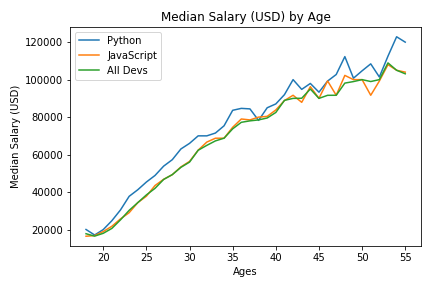 Median Salary (USD) by Age
Python
JavaScript
All Devs
Median Salary (USD)
120000
100000
80000
60000
40000
20000
20 25 30 35 40 45 50 55
Ages